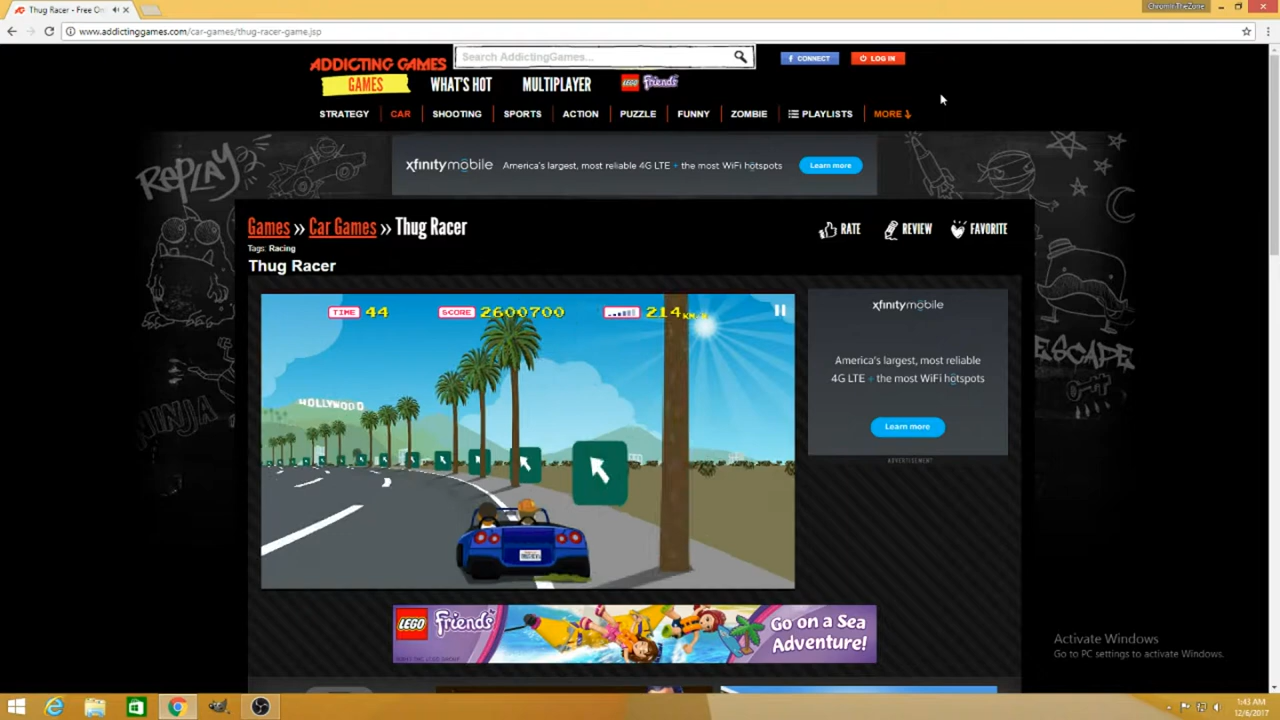 Thug Racer - Free On
ChromInTheZone
www.addictinggames.com/car-games/thug-racer-game.jsp
ADDICTING GAMES
Search AddictingGames...
CONNECT
LOG IN
GAMES
WHAT'S HOT
MULTIPLAYER
LEGO Friends
STRATEGY
CAR
SHOOTING
SPORTS
ACTION
PUZZLE
FUNNY
ZOMBIE
PLAYLISTS
MORE
REPLAY
xfinity mobile
America's largest, most reliable 4G LTE + the most WiFi hotspots
Learn more
Games » Car Games » Thug Racer
RATE
REVIEW
FAVORITE
Tags: Racing
Thug Racer
TIME 44
SCORE 2600700
214 KM-H
HOLLYWOOD
xfinity mobile
America's largest, most reliable
4G LTE + the most WiFi hotspots
Learn more
ADVERTISEMENT
ESCAPE
NINJA
LEGO Friends
Go on a Sea
Adventure!
Activate Windows
Go to PC settings to activate Windows.
1:43 AM
12/6/2017